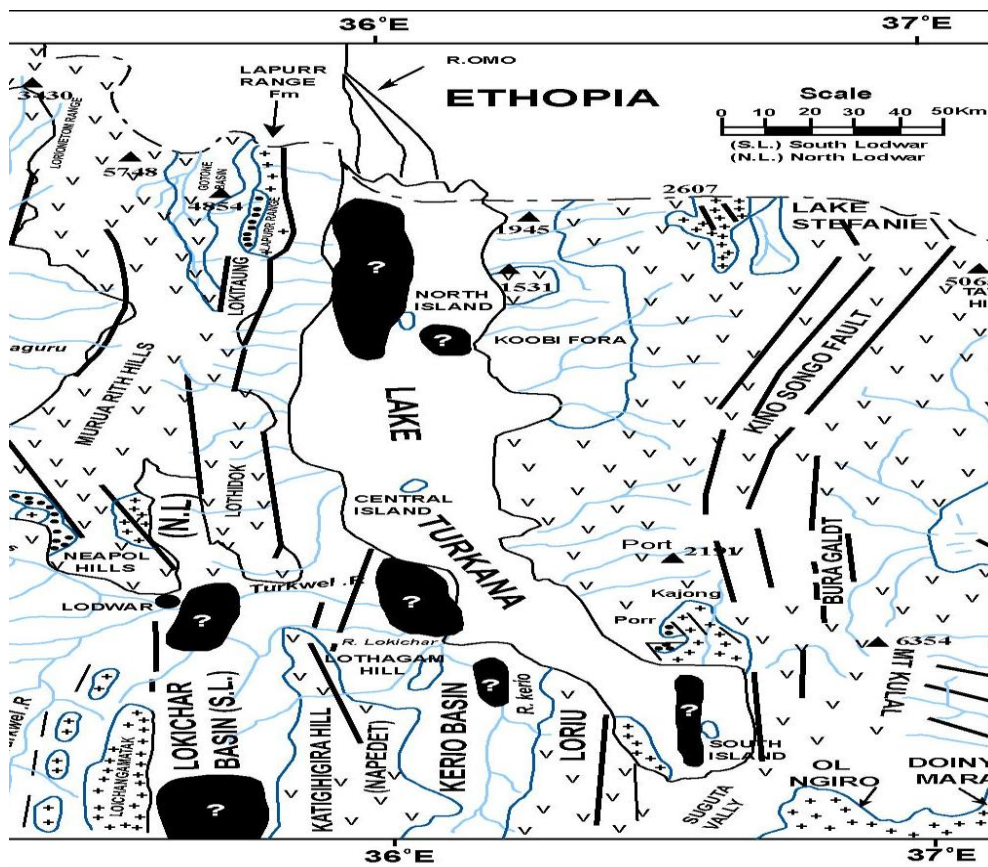 36°E
37°E
R.OMO
LAPURR
RANGE
Fm
ETHOPIA
Scale
0 10 20 30 40 50Km
(S.L.) South Lodwar
(N.L.) North Lodwar
3430
LORIONETOM RANGE
5748
GOTOKE
BASIN
4854
LAPURR RANGE
LOKITAUNG
2607
LAKE
STEFANIE
1945
1531
NORTH
ISLAND
KOOBI FORA
?
?
MURUA RITH HILLS
KINO SONGO FAULT
LAKE
TURKANA
LOTHIDOK
(N.L)
CENTRAL
ISLAND
NEAPOL
HILLS
LODWAR
Turkwel .R
?
?
Port
2191
Kajong
Porr
BURA GALDT
6354
MT KULAL
R. Lokichar
LOTHAGAM
HILL
?
R. kerio
?
SOUTH
ISLAND
LOKICHAR
BASIN (S.L.)
LOICHANGAMATAK
?
KATIGIGIRA HILL
(NAPEDET)
KERIO BASIN
LORIU
SUGUTA
VALLY
OL
NGIRO
36°E
37°E